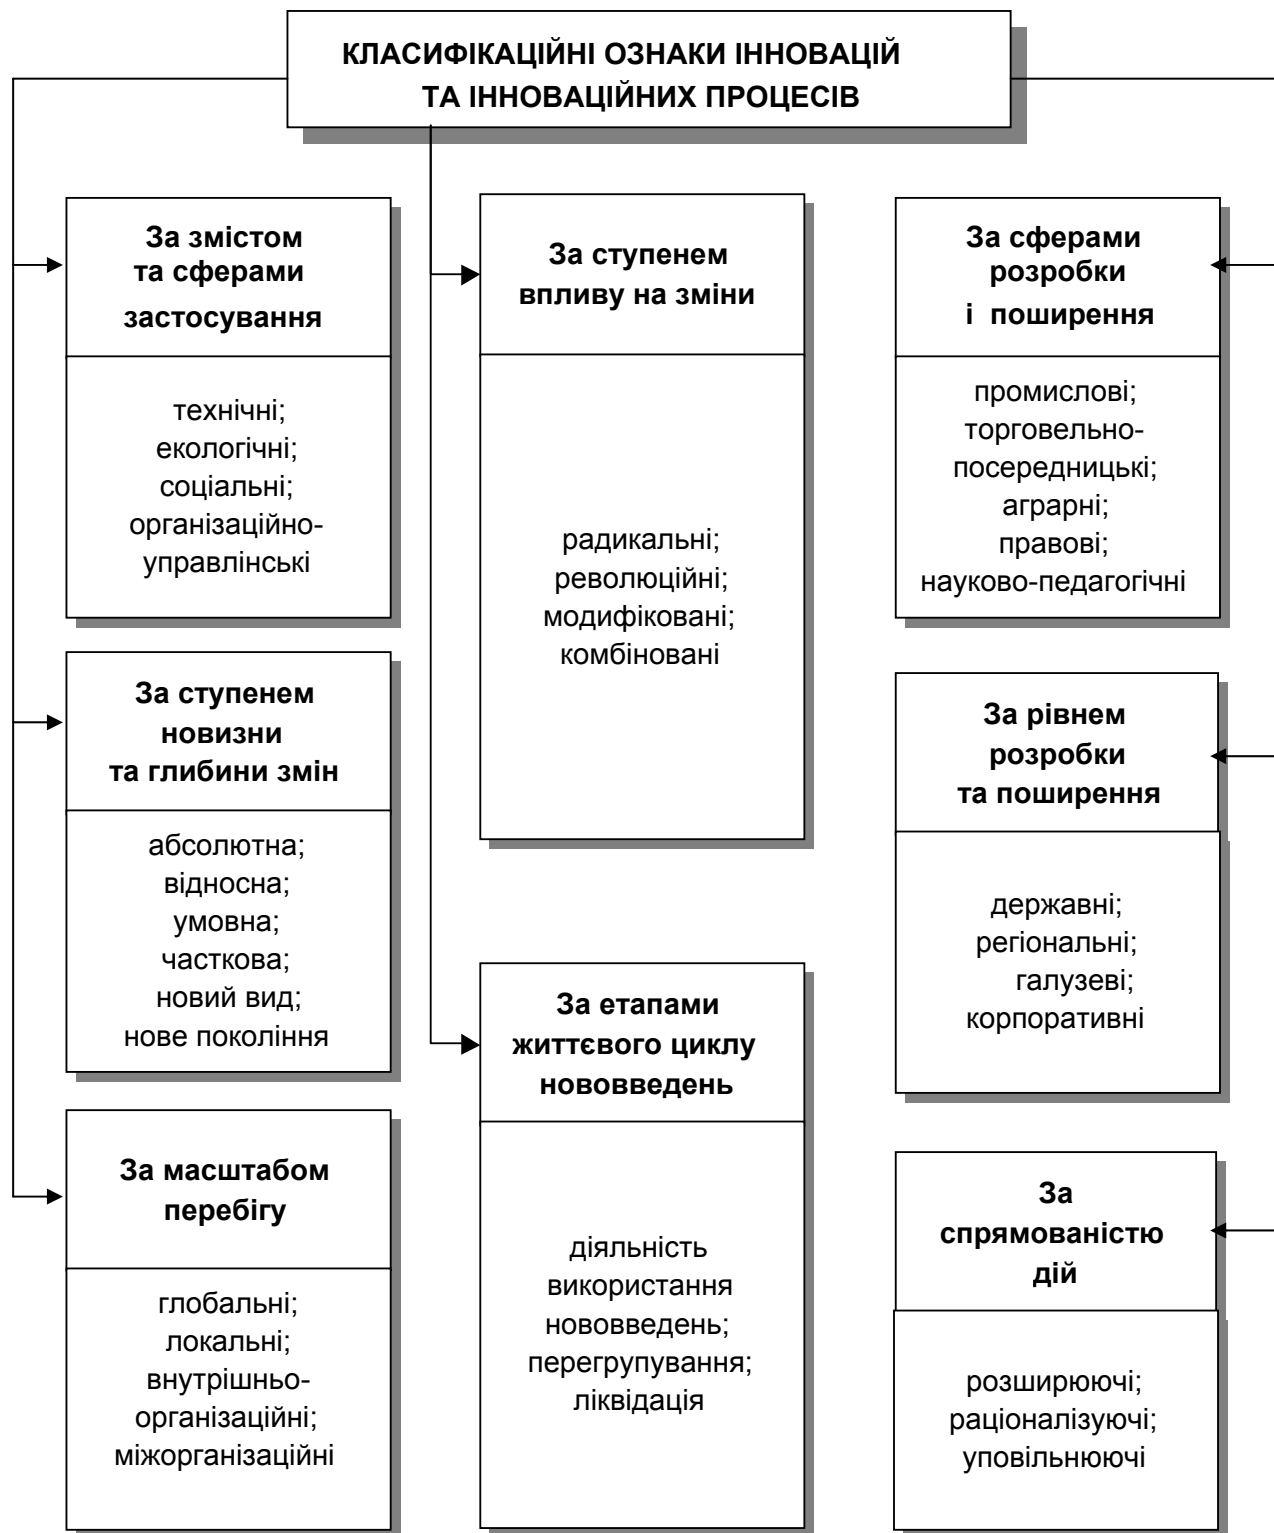 КЛАСИФІКАЦІЙНІ ОЗНАКИ ІННОВАЦІЙ
ТА ІННОВАЦІЙНИХ ПРОЦЕСІВ
За змістом
та сферами
застосування
технічні;
екологічні;
соціальні;
організаційно-
управлінські
За ступенем
новизни
та глибини змін
абсолютна;
відносна;
умовна;
часткова;
новий вид;
нове покоління
За масштабом
перебігу
глобальні;
локальні;
внутрішньо-
організаційні;
міжорганізаційні
За ступенем
впливу на зміни
радикальні;
революційні;
модифіковані;
комбіновані
За етапами
життєвого циклу
нововведень
діяльність
використання
нововведень;
перегрупування;
ліквідація
За сферами
розробки
і поширення
промислові;
торговельно-
посередницькі;
аграрні;
правові;
науково-педагогічні
За рівнем
розробки
та поширення
державні;
регіональні;
галузеві;
корпоративні
За
спрямованістю
дій
розширюючі;
раціоналізуючі;
уповільнюючі